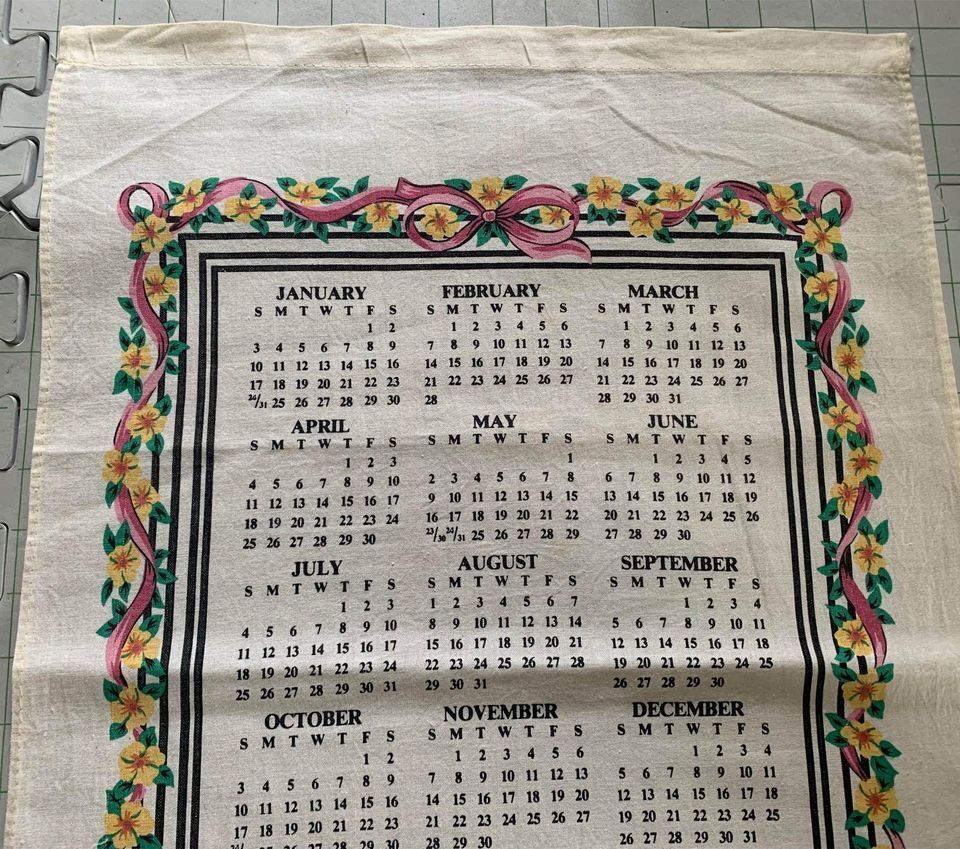 JANUARY
S M T W T F S
1 2
3 4 5 6 7 8 9
10 11 12 13 14 15 16
17 18 19 20 21 22 23
24/31 25 26 27 28 29 30
FEBRUARY
S M T W T F S
1 2 3 4 5 6
7 8 9 10 11 12 13
14 15 16 17 18 19 20
21 22 23 24 25 26 27
28
MARCH
S M T W T F S
1 2 3 4 5 6
7 8 9 10 11 12 13
14 15 16 17 18 19 20
21 22 23 24 25 26 27
28 29 30 31
APRIL
S M T W T F S
1 2 3
4 5 6 7 8 9 10
11 12 13 14 15 16 17
18 19 20 21 22 23 24
25 26 27 28 29 30
MAY
S M T W T F S
1
2 3 4 5 6 7 8
9 10 11 12 13 14 15
16 17 18 19 20 21 22
23/30 24/31 25 26 27 28 29
JUNE
S M T W T F S
1 2 3 4 5
6 7 8 9 10 11 12
13 14 15 16 17 18 19
20 21 22 23 24 25 26
27 28 29 30
JULY
S M T W T F S
1 2 3
4 5 6 7 8 9 10
11 12 13 14 15 16 17
18 19 20 21 22 23 24
25 26 27 28 29 30 31
AUGUST
S M T W T F S
1 2 3 4 5 6 7
8 9 10 11 12 13 14
15 16 17 18 19 20 21
22 23 24 25 26 27 28
29 30 31
SEPTEMBER
S M T W T F S
1 2 3 4
5 6 7 8 9 10 11
12 13 14 15 16 17 18
19 20 21 22 23 24 25
26 27 28 29 30
OCTOBER
S M T W T F S
1 2
3 4 5 6 7 8 9
10 11 12 13 14 15 16
17 18 19 20 21 22 23
NOVEMBER
S M T W T F S
1 2 3 4 5 6
7 8 9 10 11 12 13
14 15 16 17 18 19 20
21 22 23 24 25 26 27
28 29 30
DECEMBER
S M T W T F S
1 2 3 4
5 6 7 8 9 10 11
12 13 14 15 16 17 18
19 20 21 22 23 24 25
26 27 28 29 30 31